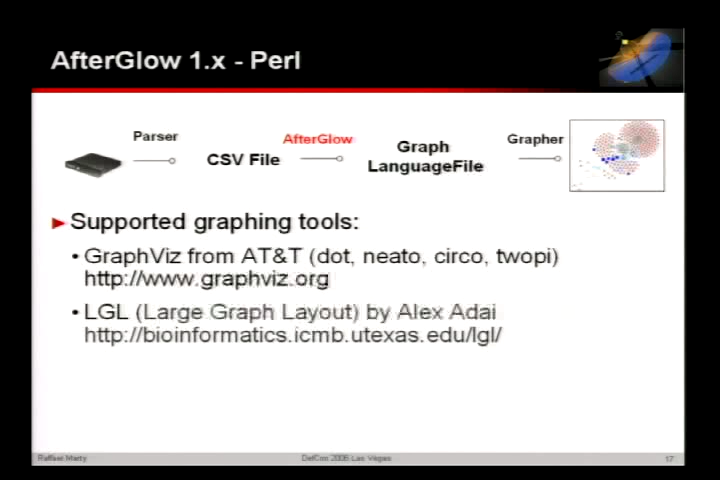 AfterGlow 1.x - Perl
Parser
AfterGlow
Grapher
CSV File
Graph
LanguageFile
► Supported graphing tools:
• GraphViz from AT&T (dot, neato, circo, twopi)
http://www.graphviz.org
• LGL (Large Graph Layout) by Alex Adai
http://bioinformatics.icmb.utexas.edu/lgl/
Raffael Marty
DefCon 2006 Las Vegas
17